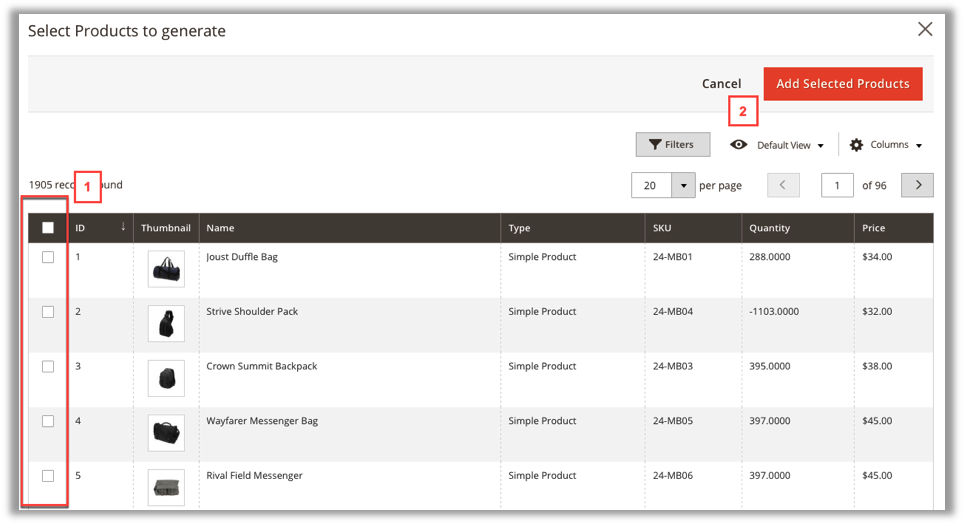 Select Products to generate
Cancel Add Selected Products
2
Filters Default View Columns
1905 reco ound
1
20 per page 1 of 96
ID ↓ Thumbnail Name Type SKU Quantity Price
1 Joust Duffle Bag Simple Product 24-MB01 288.0000 $34.00
2 Strive Shoulder Pack Simple Product 24-MB04 -1103.0000 $32.00
3 Crown Summit Backpack Simple Product 24-MB03 395.0000 $38.00
4 Wayfarer Messenger Bag Simple Product 24-MB05 397.0000 $45.00
5 Rival Field Messenger Simple Product 24-MB06 397.0000 $45.00